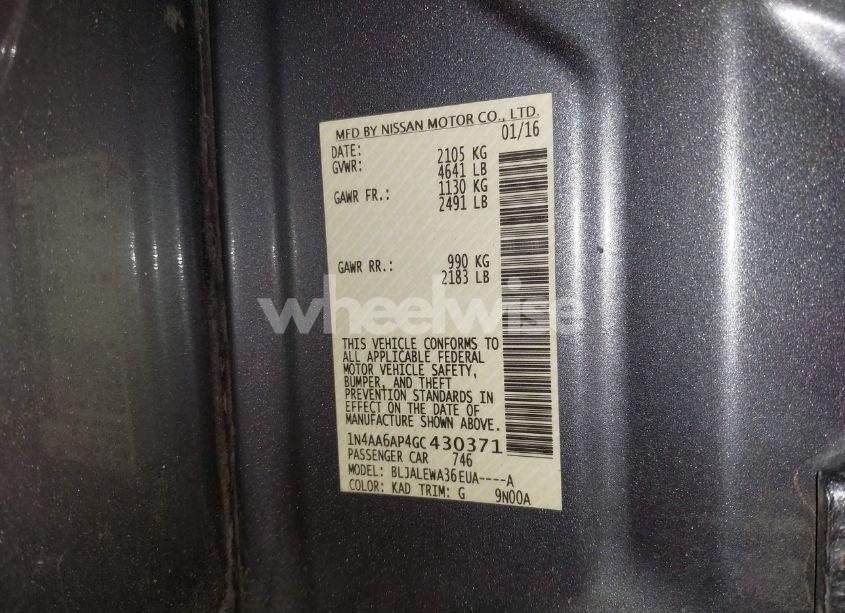 MFD BY NISSAN MOTOR CO., LTD.
DATE: 01/16
GVWR: 2105 KG
4641 LB
GAWR FR.: 1130 KG
2491 LB
GAWR RR.: 990 KG
2183 LB
wheelwise
THIS VEHICLE CONFORMS TO
ALL APPLICABLE FEDERAL
MOTOR VEHICLE SAFETY,
BUMPER, AND THEFT
PREVENTION STANDARDS IN
EFFECT ON THE DATE OF
MANUFACTURE SHOWN ABOVE.
1N4AA6AP4GC430371
PASSENGER CAR 746
MODEL: BLJALEWA36EUA----A
COLOR: KAD TRIM: G 9N00A